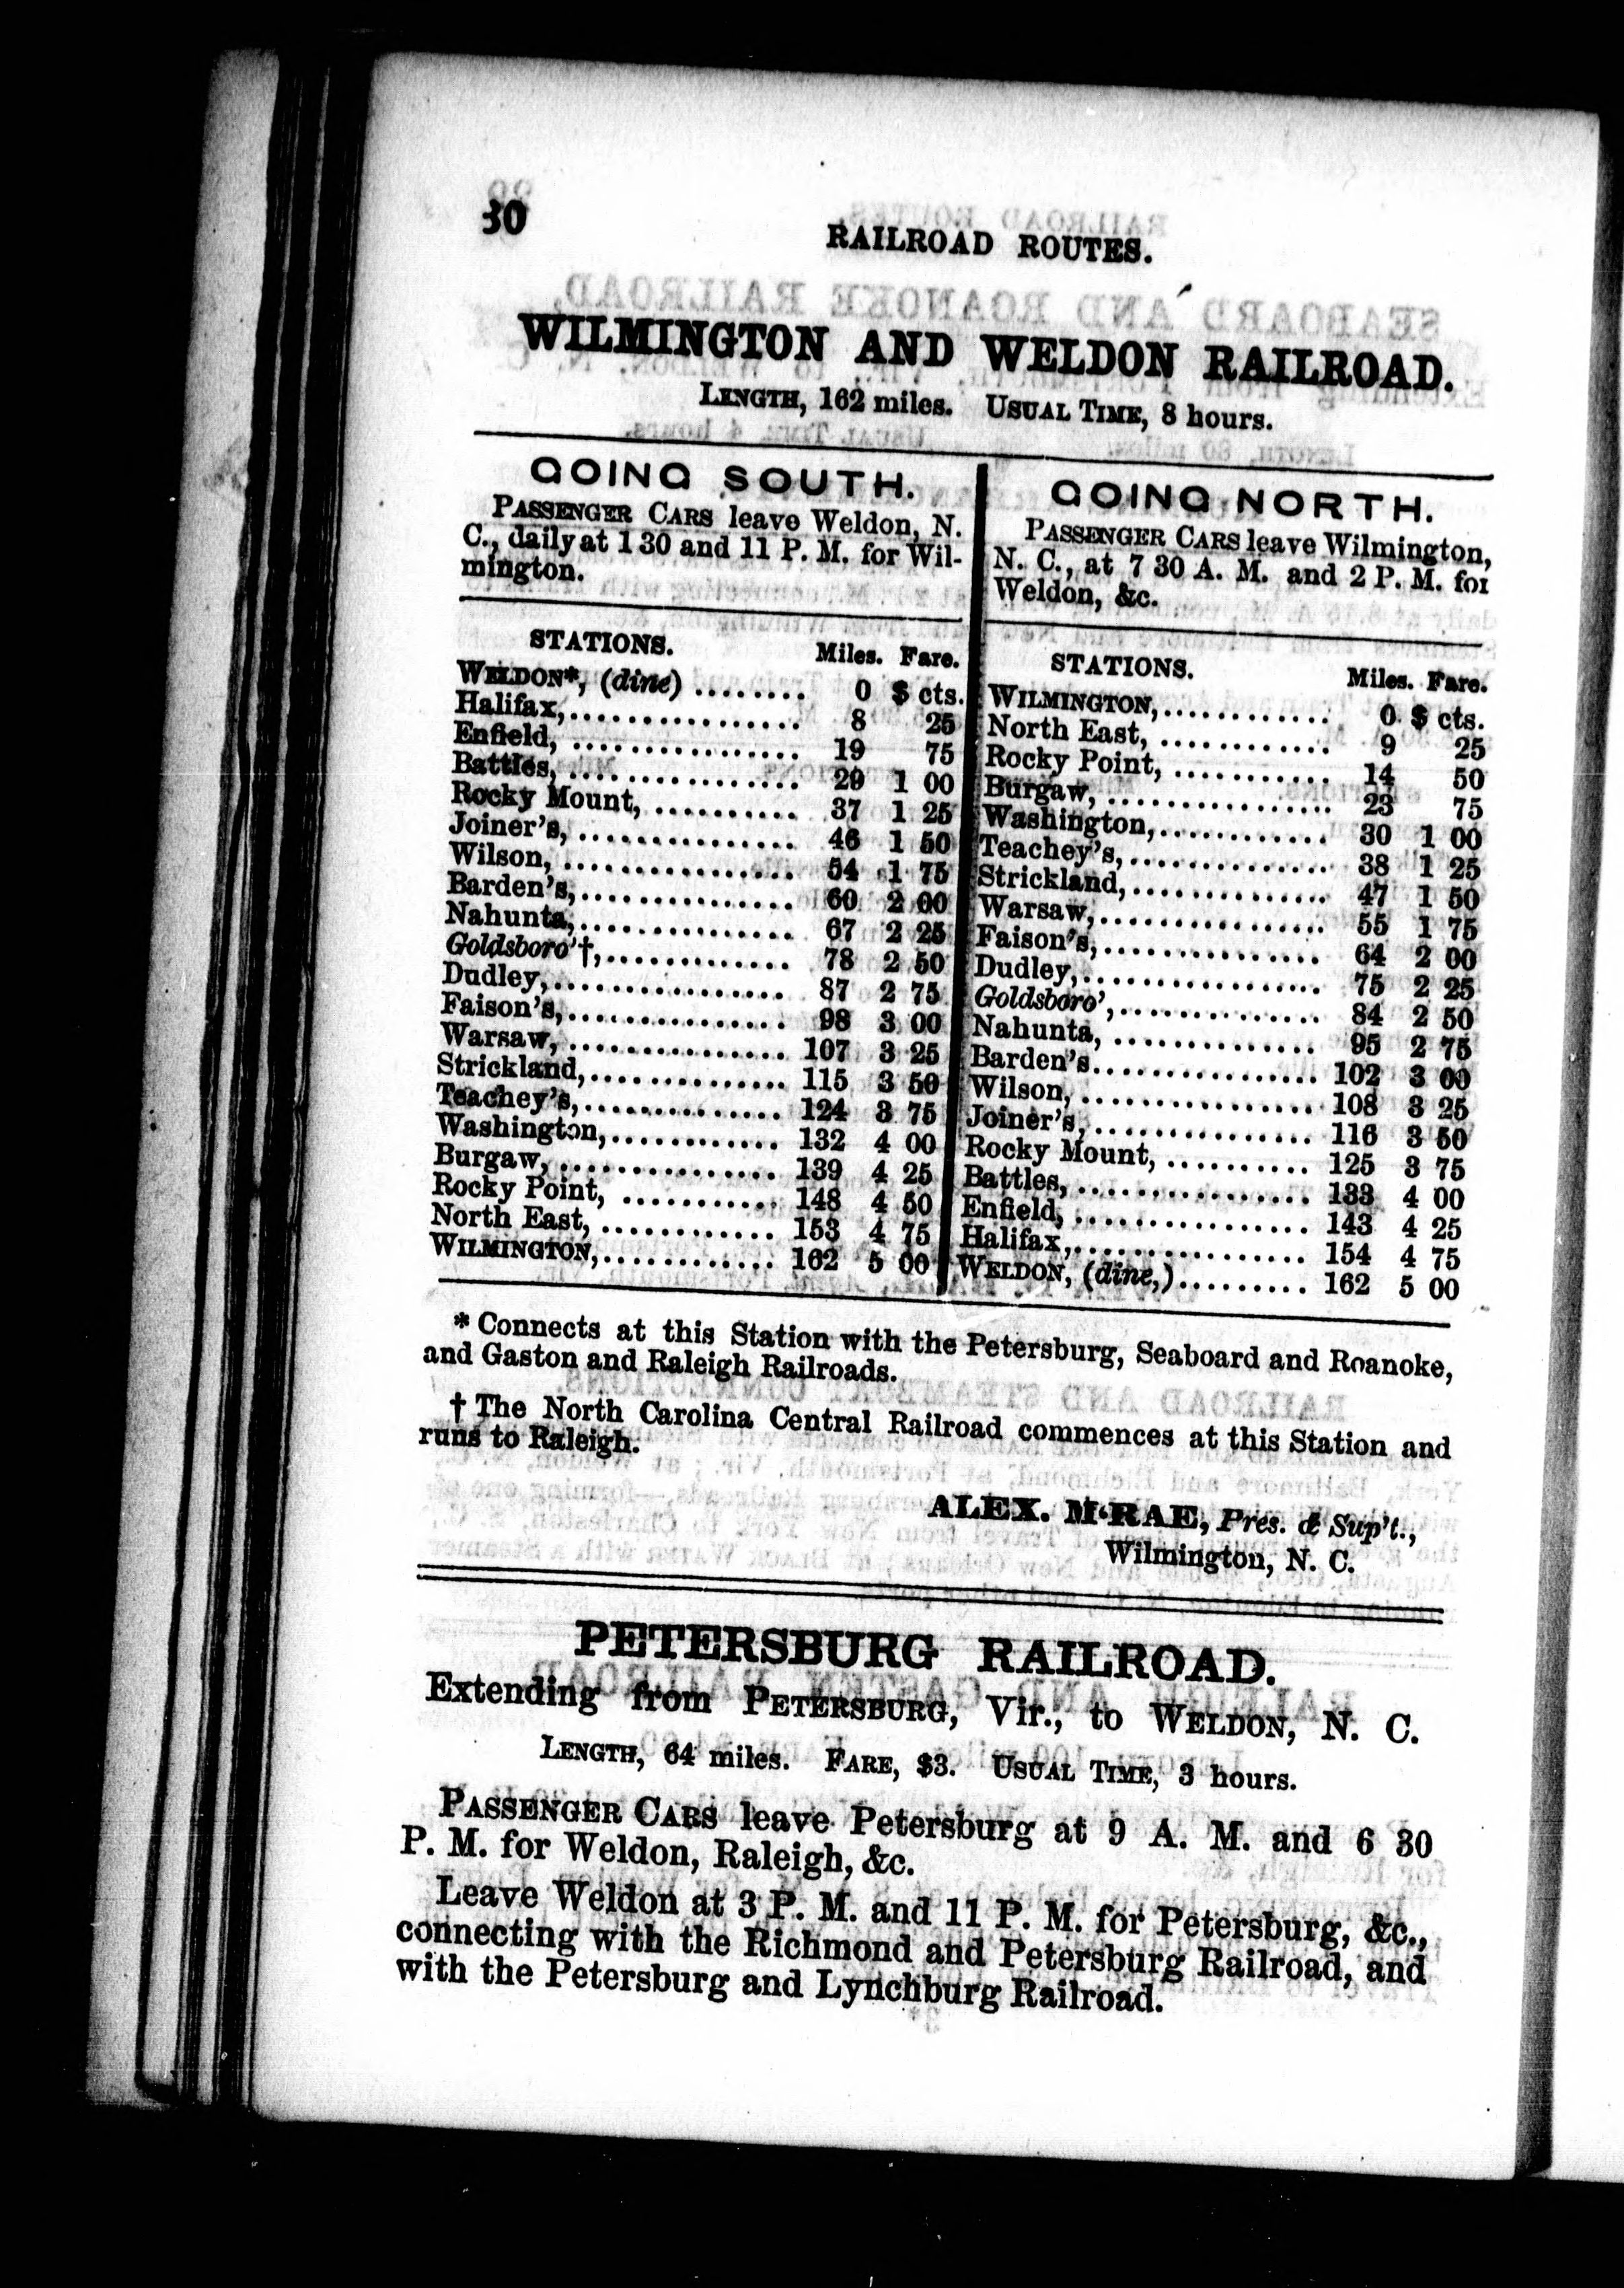 30
RAILROAD ROUTES.
WILMINGTON AND WELDON RAILROAD.
LENGTH, 162 miles. USUAL TIME, 8 hours.
GOING SOUTH.
PASSENGER CARS leave Weldon, N.
C., daily at 1 30 and 11 P. M. for Wil-
mington.
STATIONS. Miles. Fare.
WELDON*, (dine) ........ 0 $ cts.
Halifax,................ 8 25
Enfield, ................ 19 75
Battles, ................ 29 1 00
Rocky Mount, .......... 37 1 25
Joiner's, ............... 46 1 50
Wilson, ................ 54 1 75
Barden's,............... 60 2 00
Nahunta,............... 67 2 25
Goldsboro'†,............. 78 2 50
Dudley,................. 87 2 75
Faison's,................ 98 3 00
Warsaw, ............... 107 3 25
Strickland,.............. 115 3 50
Teachey's,.............. 124 3 75
Washington,............ 132 4 00
Burgaw, ............... 139 4 25
Rocky Point, ........... 148 4 50
North East, ............ 153 4 75
WILMINGTON,............ 162 5 00
GOING NORTH.
PASSENGER CARS leave Wilmington,
N. C., at 7 30 A. M. and 2 P. M. for
Weldon, &c.
STATIONS. Miles. Fare.
WILMINGTON,............ 0 $ cts.
North East, ............ 9 25
Rocky Point, ........... 14 50
Burgaw, ................ 23 75
Washington,............ 30 1 00
Teachey's,.............. 38 1 25
Strickland,.............. 47 1 50
Warsaw,................ 55 1 75
Faison's,................ 64 2 00
Dudley,................. 75 2 25
Goldsboro',.............. 84 2 50
Nahunta, .............. 95 2 75
Barden's................ 102 3 00
Wilson, ................ 108 3 25
Joiner's, ............... 116 3 50
Rocky Mount, .......... 125 3 75
Battles, ................ 133 4 00
Enfield, ................ 143 4 25
Halifax,................ 154 4 75
WELDON, (dine,)......... 162 5 00
* Connects at this Station with the Petersburg, Seaboard and Roanoke,
and Gaston and Raleigh Railroads.
† The North Carolina Central Railroad commences at this Station and
runs to Raleigh.
ALEX. M‘RAE, Pres. & Sup't.,
Wilmington, N. C.
PETERSBURG RAILROAD.
Extending from PETERSBURG, Vir., to WELDON, N. C.
LENGTH, 64 miles. FARE, $3. USUAL TIME, 3 hours.
PASSENGER CARS leave Petersburg at 9 A. M. and 6 30
P. M. for Weldon, Raleigh, &c.
Leave Weldon at 3 P. M. and 11 P. M. for Petersburg, &c.,
connecting with the Richmond and Petersburg Railroad, and
with the Petersburg and Lynchburg Railroad.